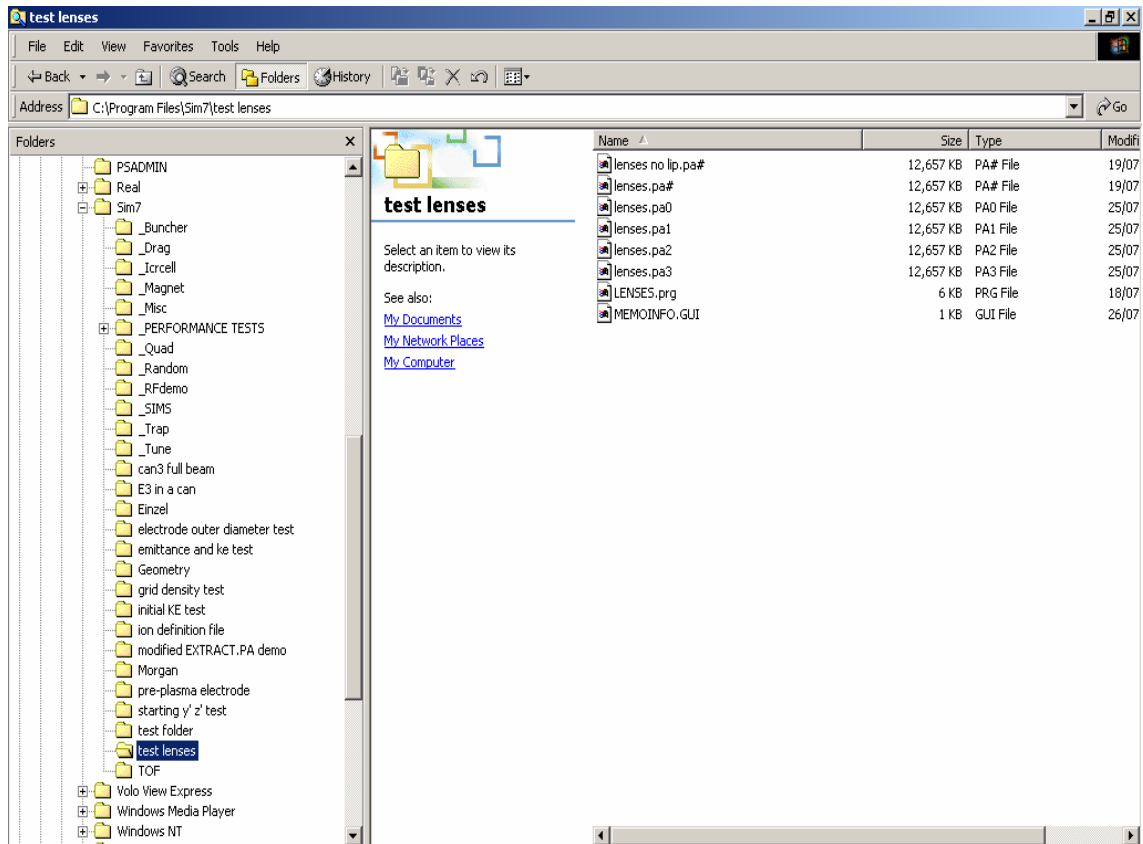 test lenses
File Edit View Favorites Tools Help
Back Search Folders History
Address C:\Program Files\Sim7\test lenses Go
Folders
PSADMIN
Real
Sim7
_Buncher
_Drag
_Icrcell
_Magnet
_Misc
_PERFORMANCE TESTS
_Quad
_Random
_RFdemo
_SIMS
_Trap
_Tune
can3 full beam
E3 in a can
Einzel
electrode outer diameter test
emittance and ke test
Geometry
grid density test
initial KE test
ion definition file
modified EXTRACT.PA demo
Morgan
pre-plasma electrode
starting y' z' test
test folder
test lenses
TOF
Volo View Express
Windows Media Player
Windows NT
test lenses
Select an item to view its
description.
See also:
My Documents
My Network Places
My Computer
Name Size Type Modifi
lenses no lip.pa# 12,657 KB PA# File 19/07
lenses.pa# 12,657 KB PA# File 19/07
lenses.pa0 12,657 KB PA0 File 25/07
lenses.pa1 12,657 KB PA1 File 25/07
lenses.pa2 12,657 KB PA2 File 25/07
lenses.pa3 12,657 KB PA3 File 25/07
LENSES.prg 6 KB PRG File 18/07
MEMOINFO.GUI 1 KB GUI File 26/07